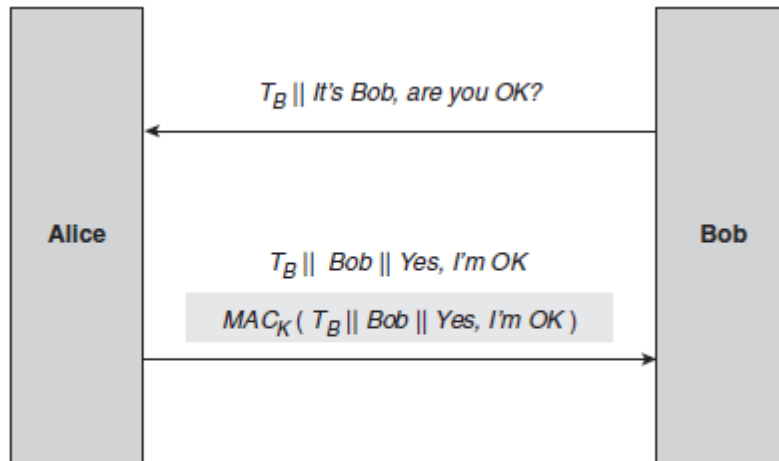 T_B || It's Bob, are you OK?
Alice
Bob
T_B || Bob || Yes, I'm OK
MAC_K ( T_B || Bob || Yes, I'm OK )